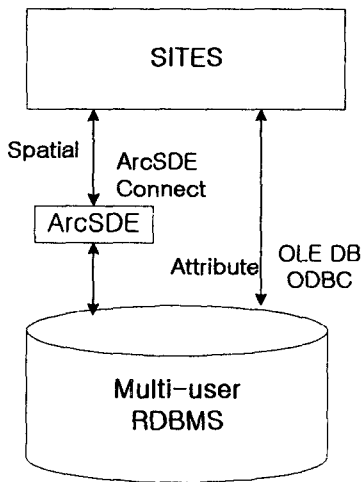 SITES
Spatial
ArcSDE
Connect
ArcSDE
Attribute
OLE DB
ODBC
Multi-user
RDBMS